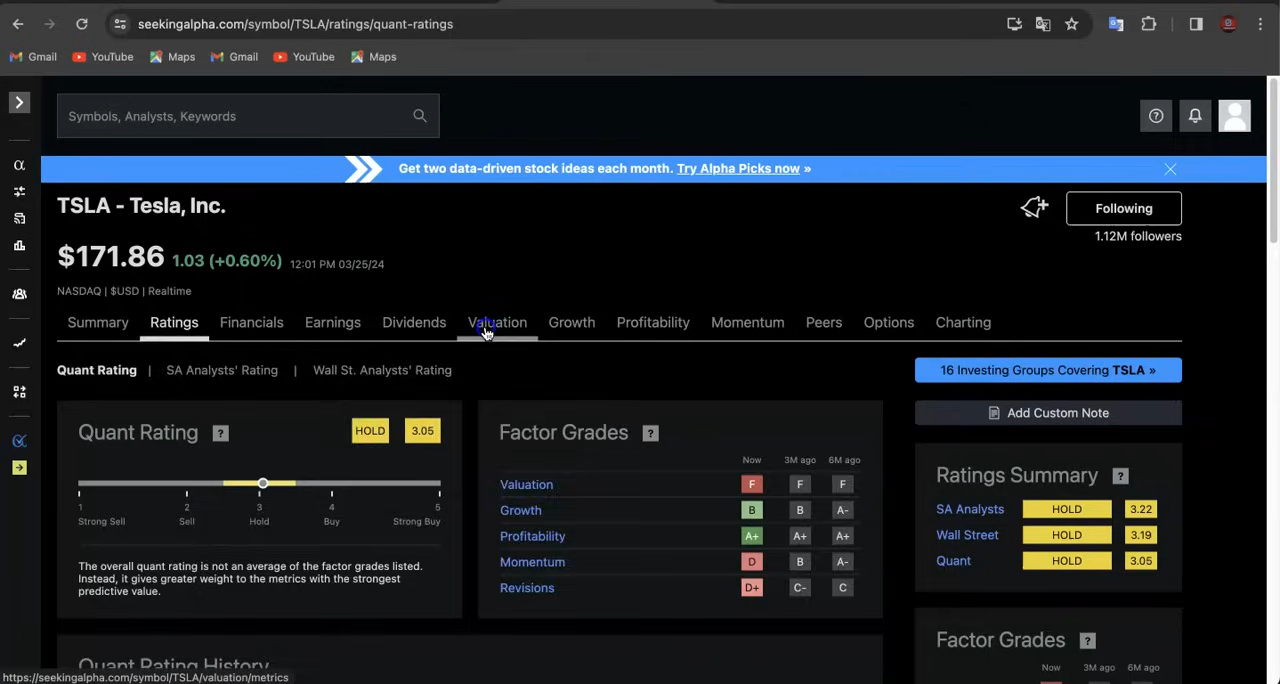 seekingalpha.com/symbol/TSLA/ratings/quant-ratings
Gmail YouTube Maps Gmail YouTube Maps
Symbols, Analysts, Keywords
Get two data-driven stock ideas each month. Try Alpha Picks now »
TSLA - Tesla, Inc.
Following
1.12M followers
$171.86 1.03 (+0.60%) 12:01 PM 03/25/24
NASDAQ | $USD | Realtime
Summary Ratings Financials Earnings Dividends Valuation Growth Profitability Momentum Peers Options Charting
Quant Rating | SA Analysts' Rating | Wall St. Analysts' Rating
16 Investing Groups Covering TSLA »
Add Custom Note
Quant Rating ? HOLD 3.05
1 2 3 4 5
Strong Sell Sell Hold Buy Strong Buy
The overall quant rating is not an average of the factor grades listed.
Instead, it gives greater weight to the metrics with the strongest
predictive value.
Factor Grades ?
Now 3M ago 6M ago
Valuation F F F
Growth B B A-
Profitability A+ A+ A+
Momentum D B A-
Revisions D+ C- C
Ratings Summary ?
SA Analysts HOLD 3.22
Wall Street HOLD 3.19
Quant HOLD 3.05
Factor Grades ?
Now 3M ago 6M ago
Quant Rating History
https://seekingalpha.com/symbol/TSLA/valuation/metrics